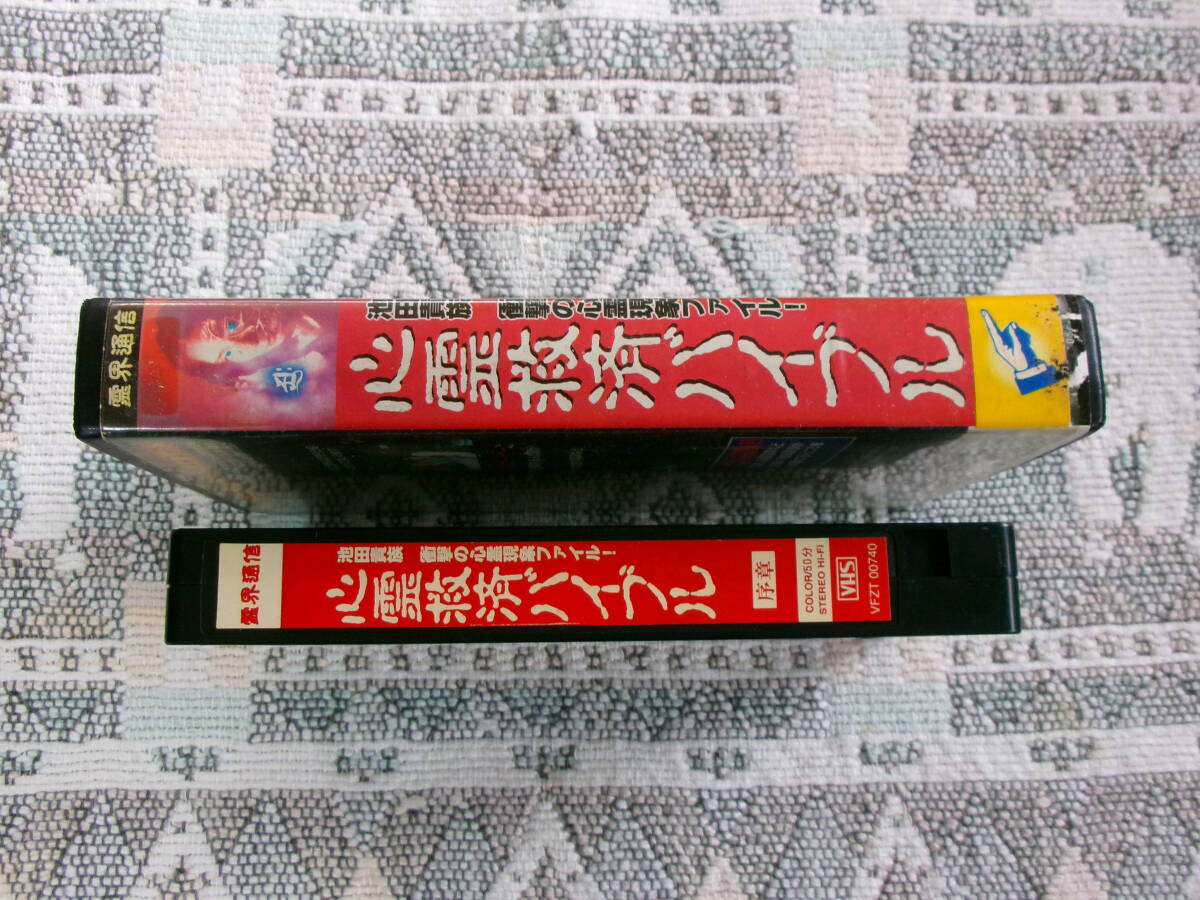 霊界通信
池田貴族 衝撃の心霊現象ファイル!
心霊救済バイブル
霊界通信
池田貴族 衝撃の心霊現象ファイル!
心霊救済バイブル
序章
COLOR/50分
STEREO Hi-Fi
VHS
VFZT 00740